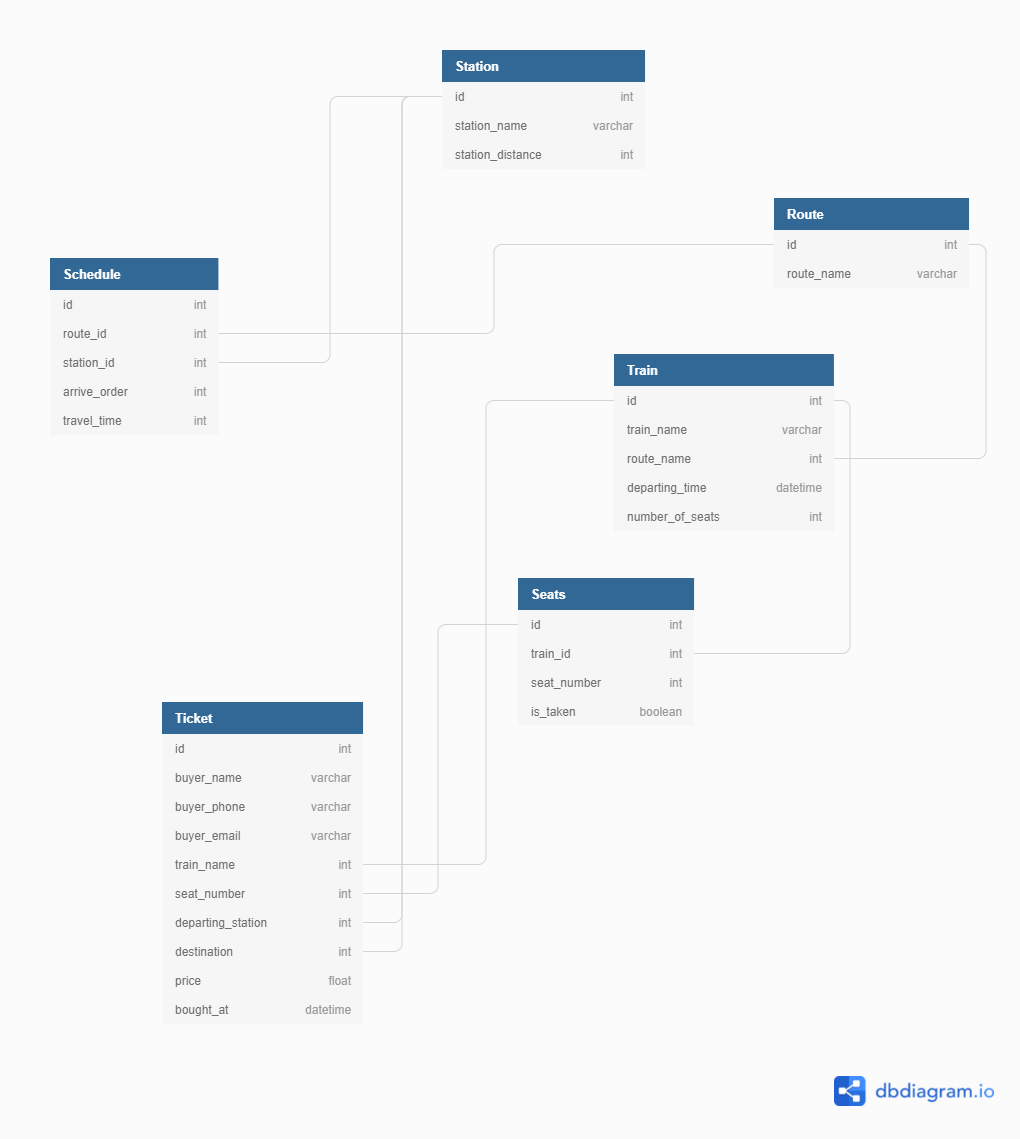 Station
id int
station_name varchar
station_distance int
Route
id int
route_name varchar
Schedule
id int
route_id int
station_id int
arrive_order int
travel_time int
Train
id int
train_name varchar
route_name int
departing_time datetime
number_of_seats int
Seats
id int
train_id int
seat_number int
is_taken boolean
Ticket
id int
buyer_name varchar
buyer_phone varchar
buyer_email varchar
train_name int
seat_number int
departing_station int
destination int
price float
bought_at datetime
dbdiagram.io